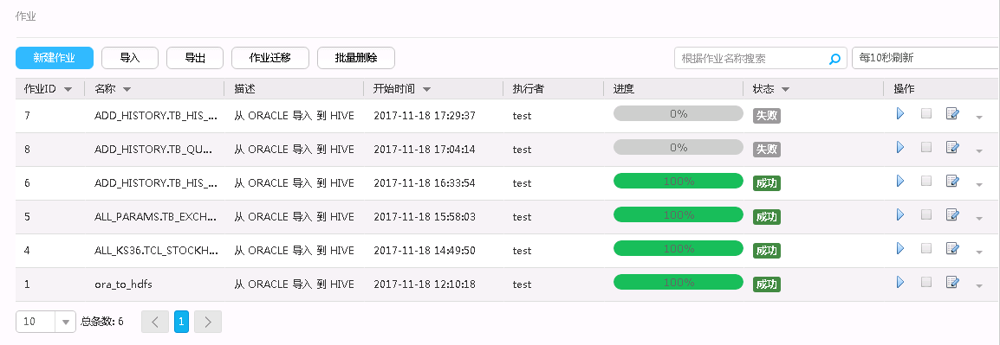 作业
新建作业 导入 导出 作业迁移 批量删除 根据作业名称搜索 每10秒刷新
作业ID 名称 描述 开始时间 执行者 进度 状态 操作
7 ADD_HISTORY.TB_HIS_... 从 ORACLE 导入 到 HIVE 2017-11-18 17:29:37 test 0% 失败
8 ADD_HISTORY.TB_QU... 从 ORACLE 导入 到 HIVE 2017-11-18 17:04:14 test 0% 失败
6 ADD_HISTORY.TB_HIS_... 从 ORACLE 导入 到 HIVE 2017-11-18 16:33:54 test 100% 成功
5 ALL_PARAMS.TB_EXCH... 从 ORACLE 导入 到 HIVE 2017-11-18 15:58:03 test 100% 成功
4 ALL_KS36.TCL_STOCKH... 从 ORACLE 导入 到 HIVE 2017-11-18 14:49:50 test 100% 成功
1 ora_to_hdfs 从 ORACLE 导入 到 HIVE 2017-11-18 12:10:18 test 100% 成功
10 总条数: 6 1